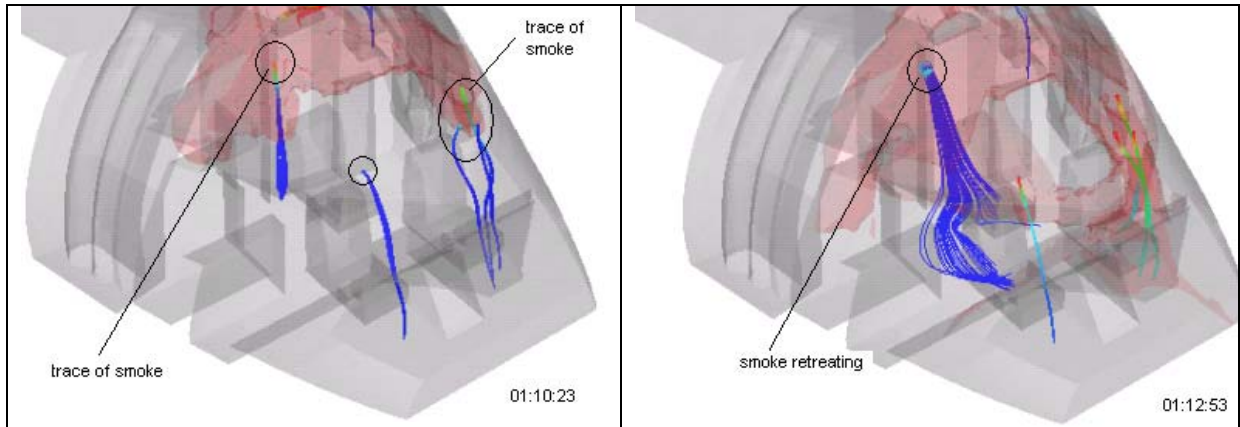 trace of
smoke
trace of smoke
01:10:23
smoke retreating
01:12:53